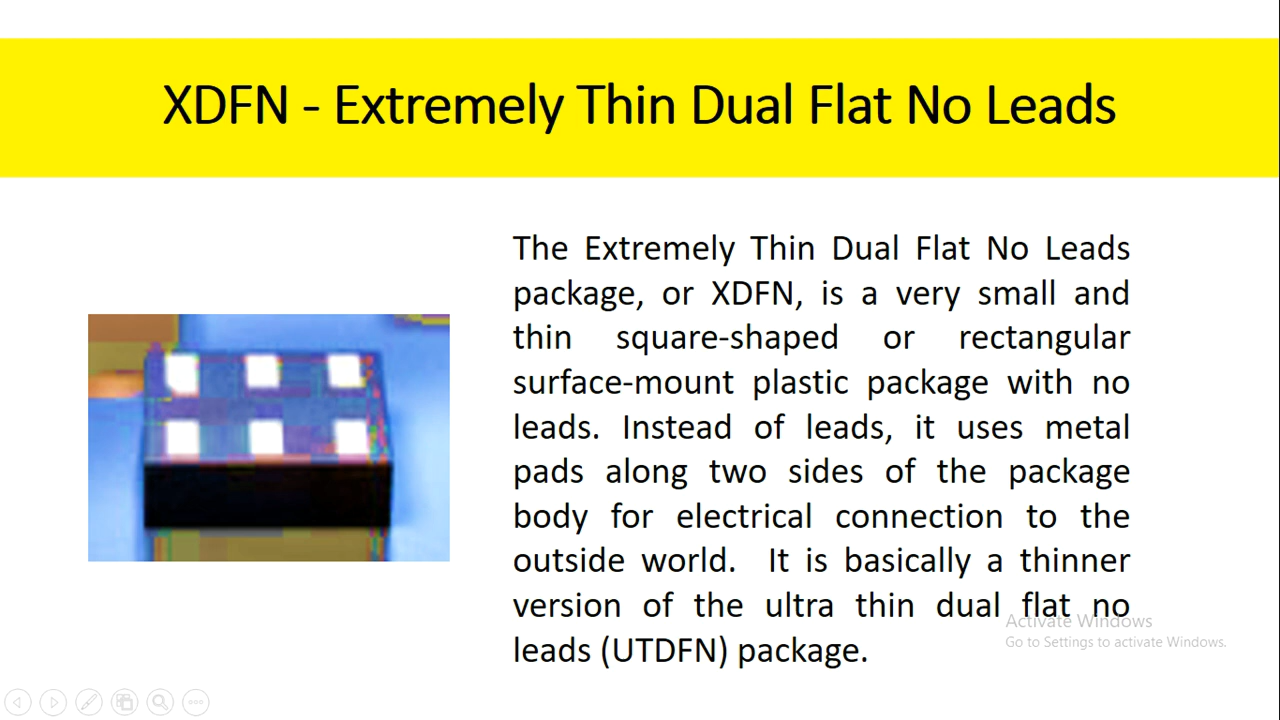 XDFN - Extremely Thin Dual Flat No Leads
The Extremely Thin Dual Flat No Leads
package, or XDFN, is a very small and
thin square-shaped or rectangular
surface-mount plastic package with no
leads. Instead of leads, it uses metal
pads along two sides of the package
body for electrical connection to the
outside world. It is basically a thinner
version of the ultra thin dual flat no
leads (UTDFN) package.
Activate Windows
Go to Settings to activate Windows.